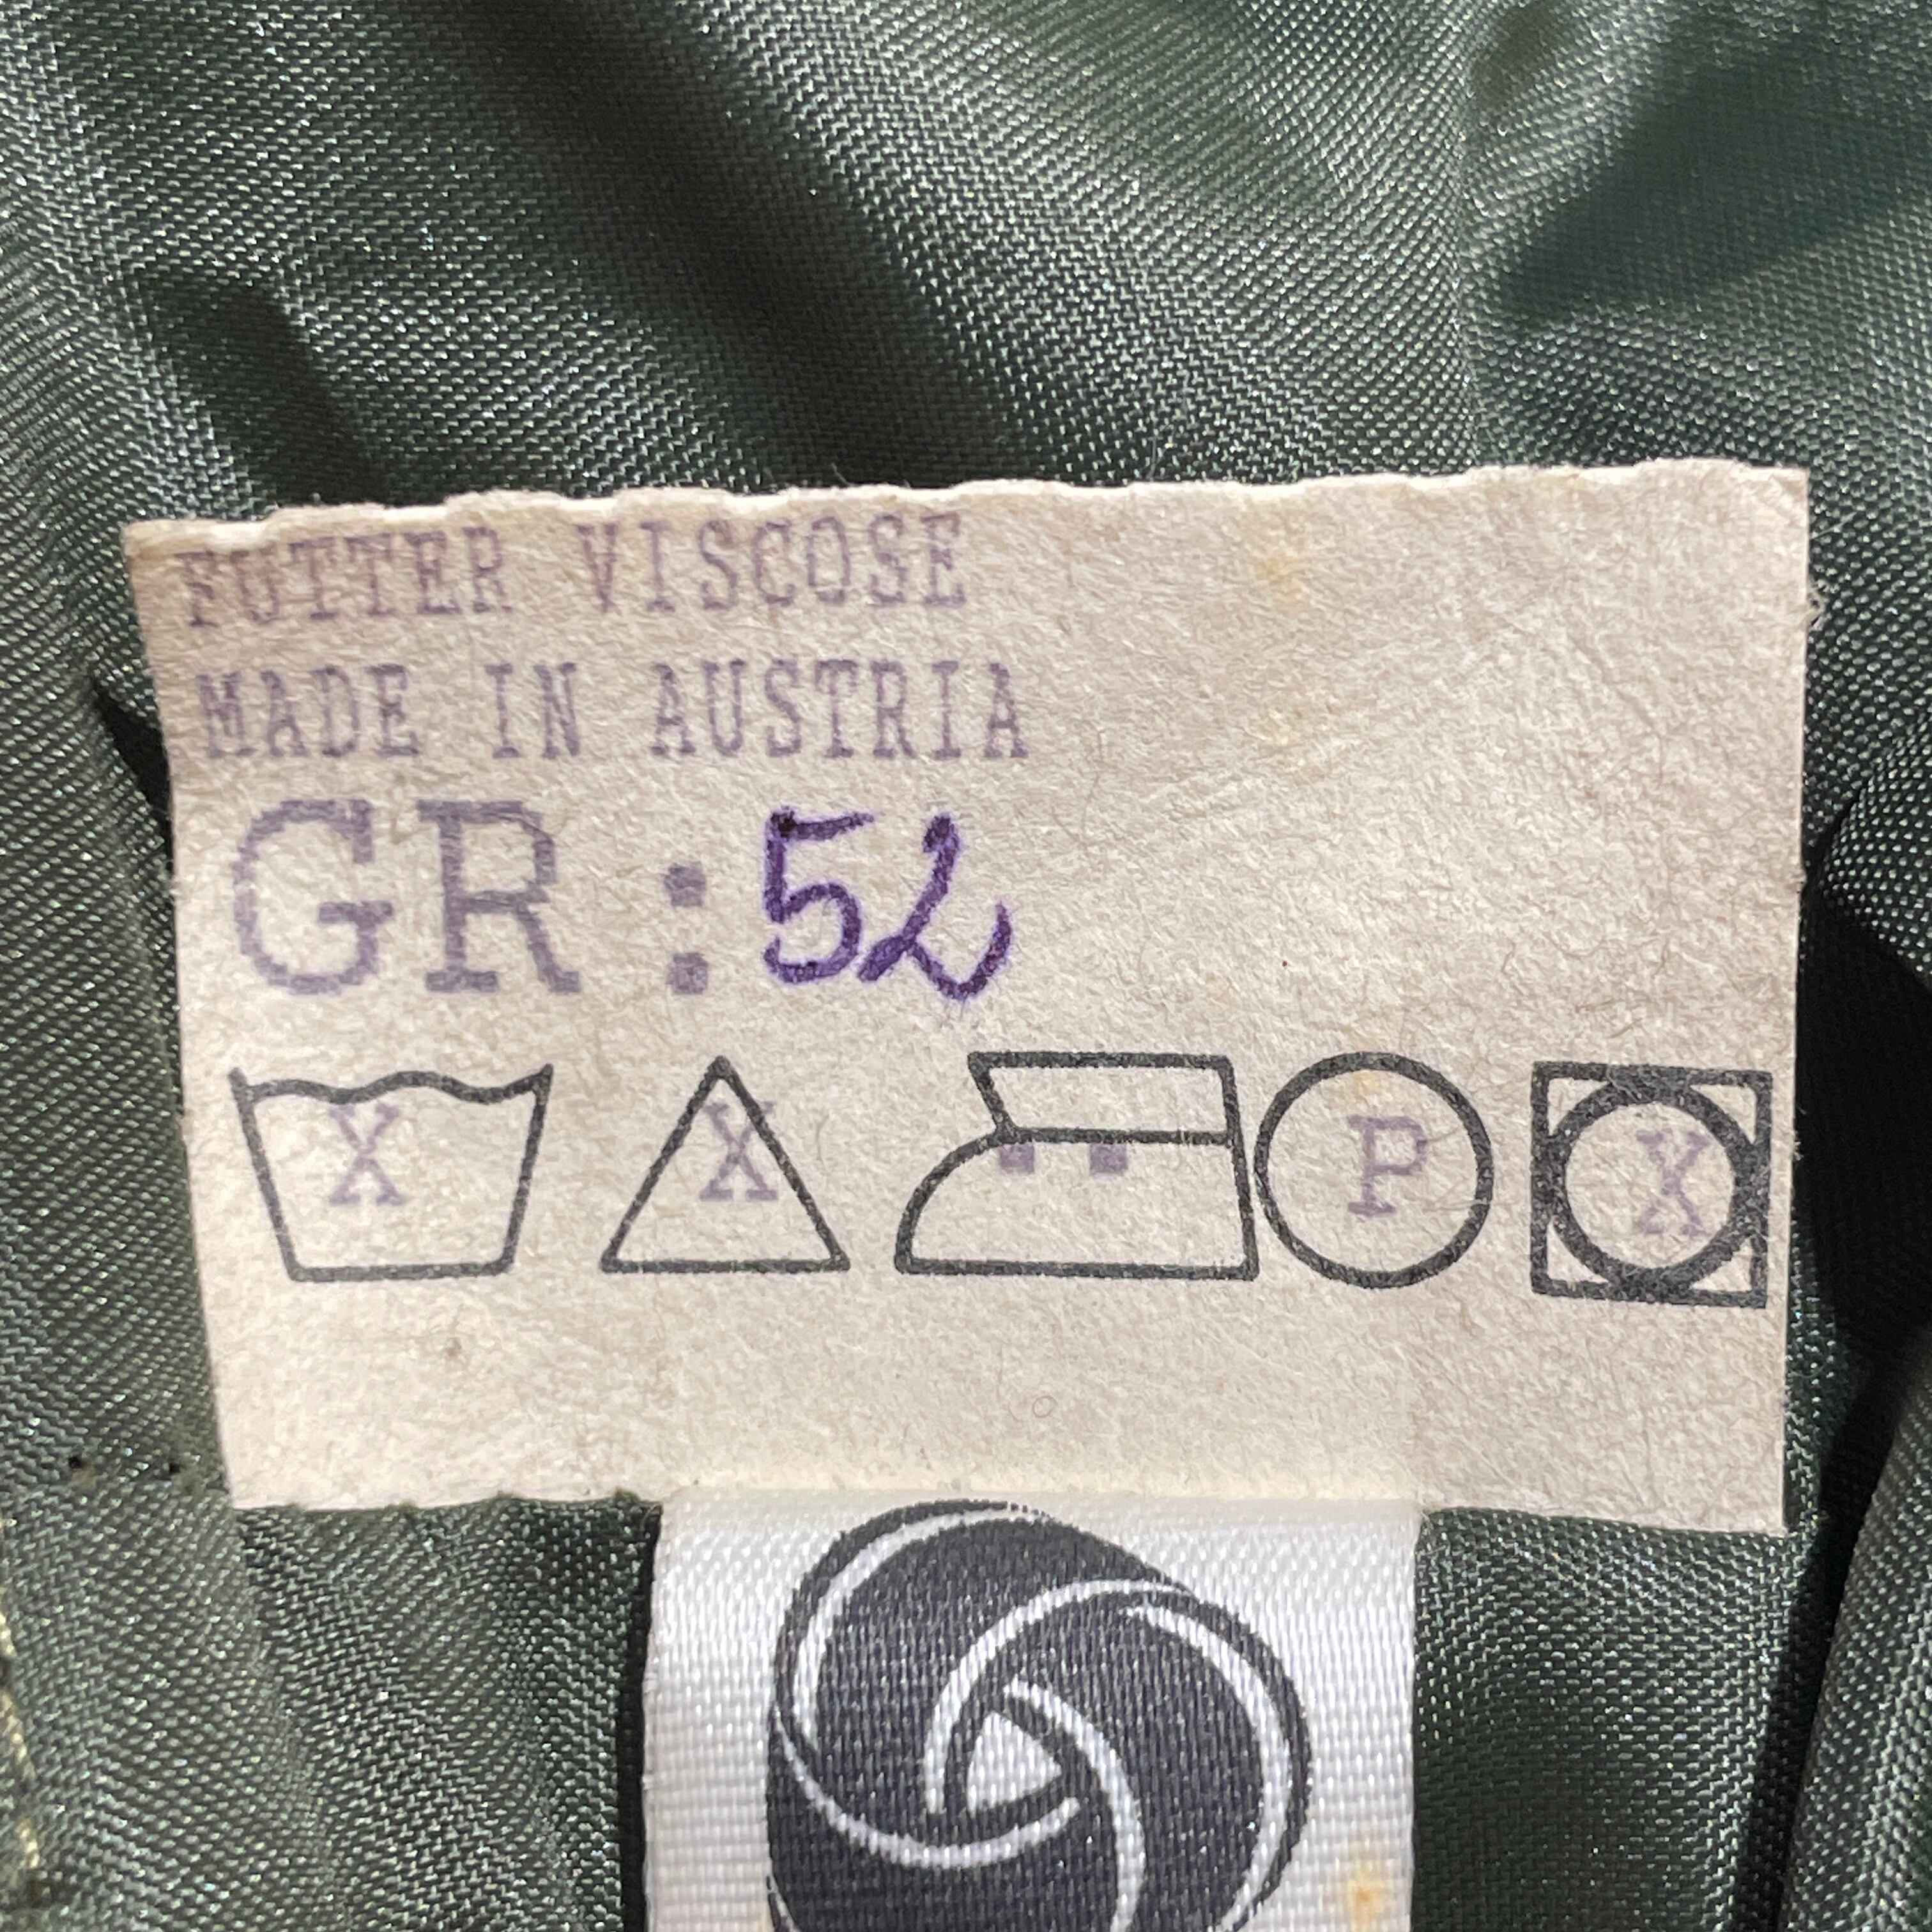 FUTTER VISCOSE
MADE IN AUSTRIA
GR: 52
X X .. P X